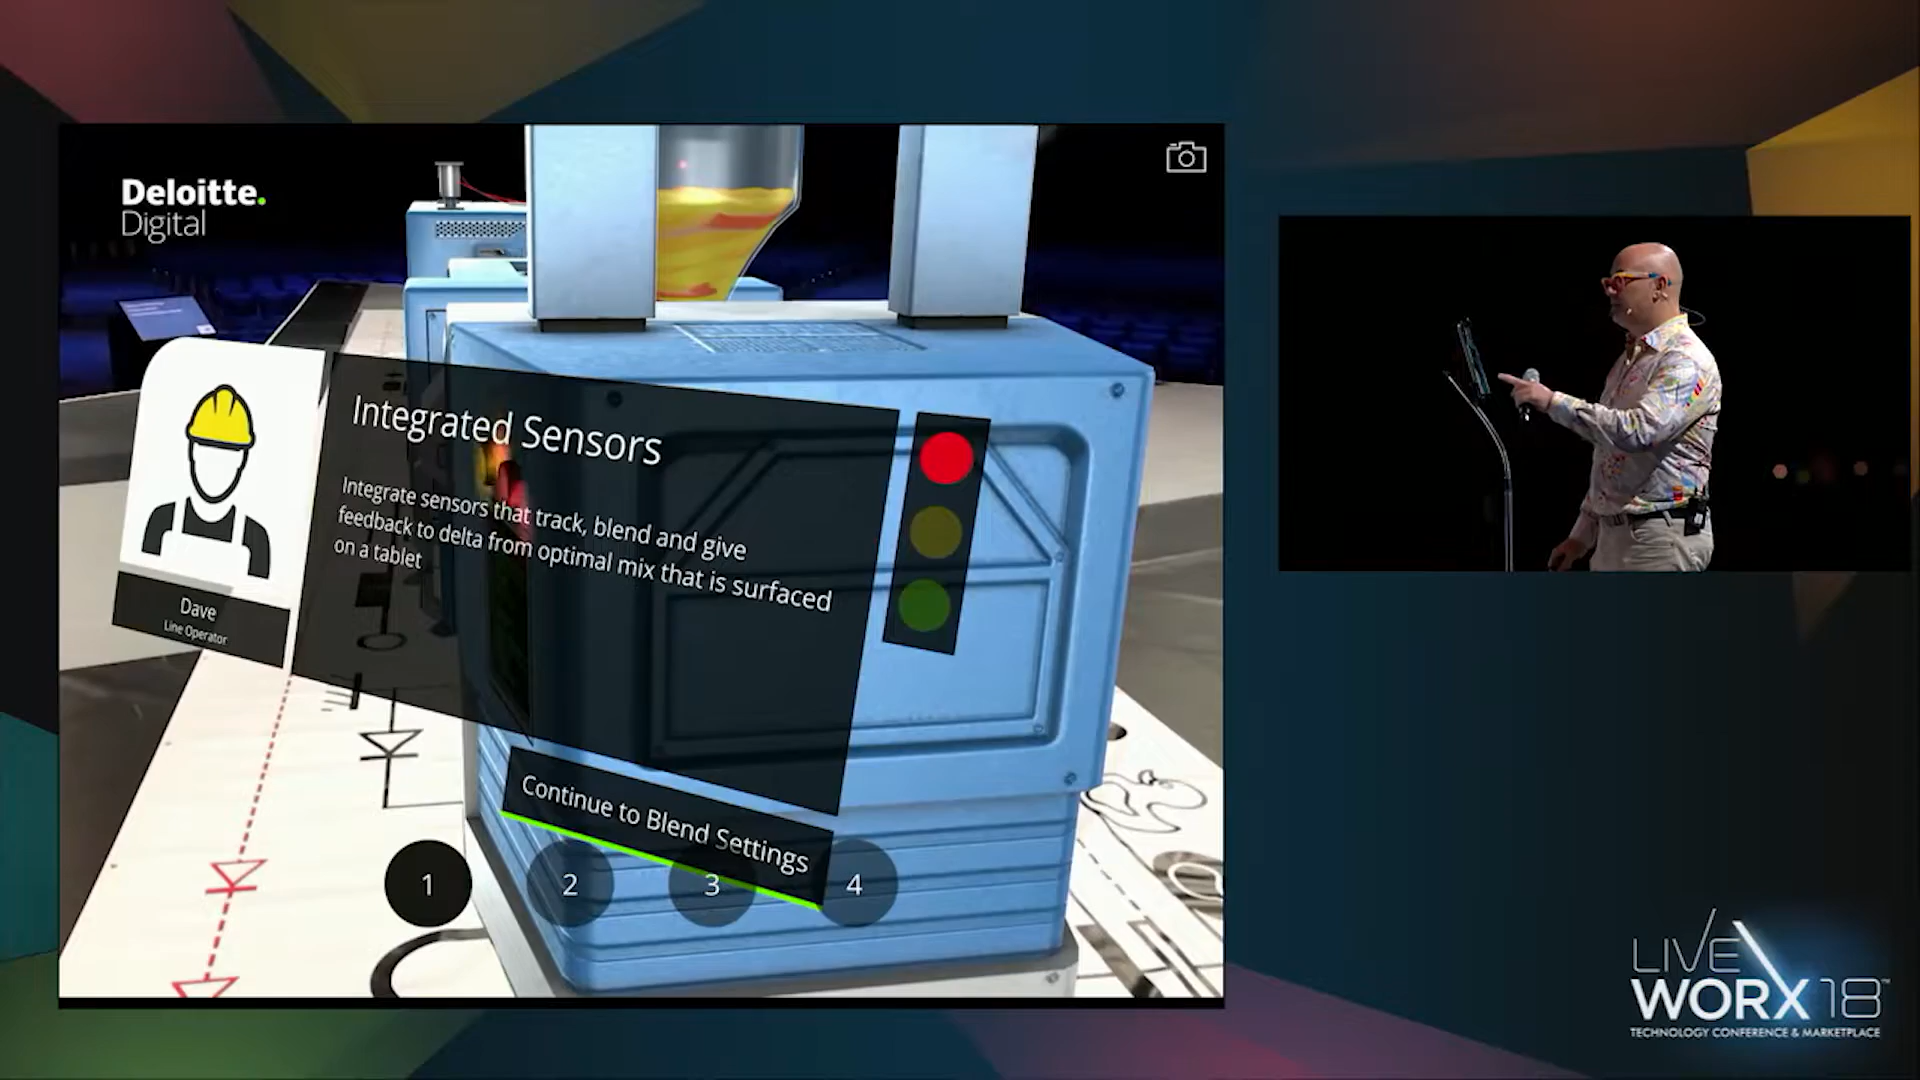 Deloitte.
Digital
Integrated Sensors
Integrate sensors that track, blend and give
feedback to delta from optimal mix that is surfaced
on a tablet
Dave
Line Operator
Continue to Blend Settings
1
2
3
4
LIVE
WORX 18™
TECHNOLOGY CONFERENCE & MARKETPLACE